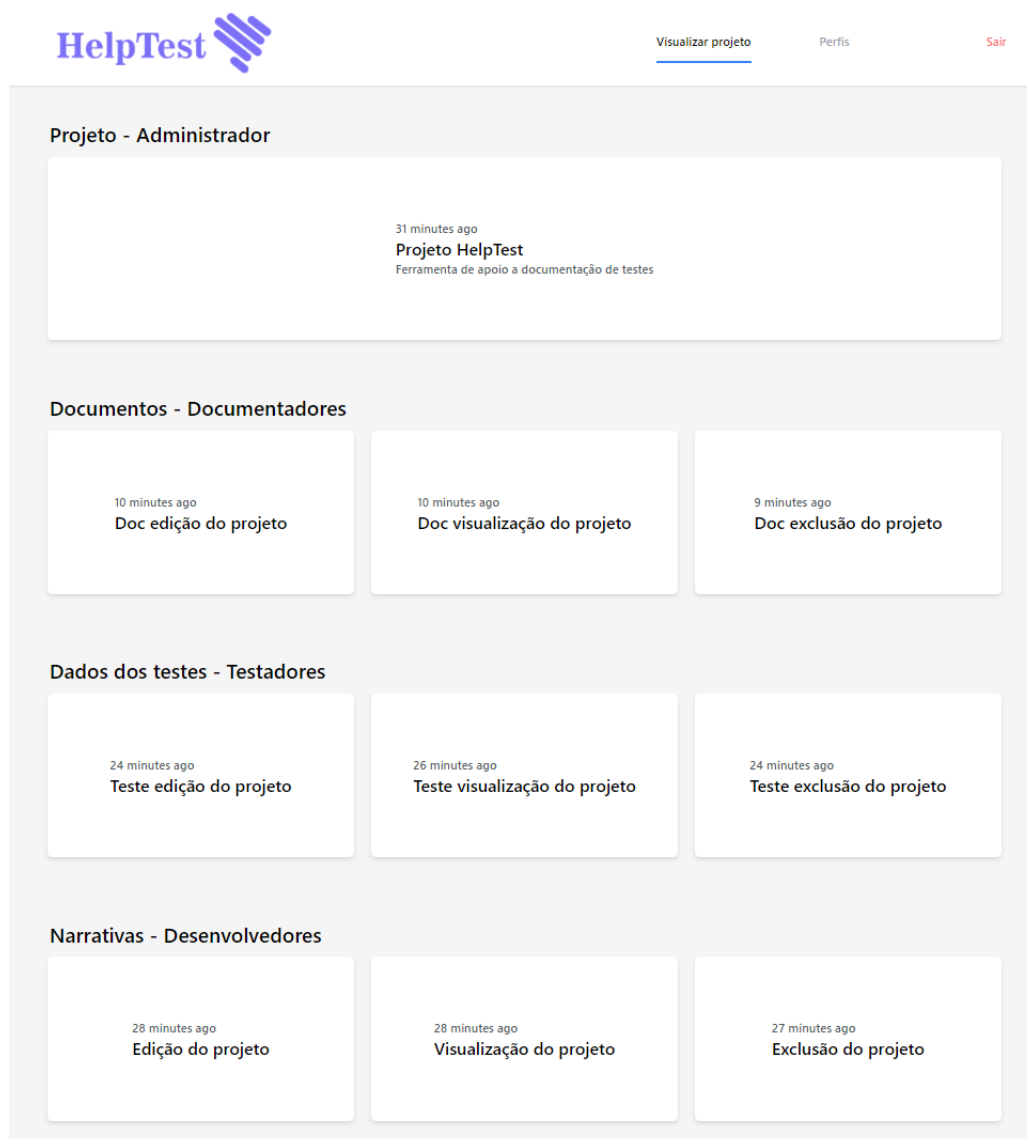 HelpTest
Visualizar projeto Perfis Sair
Projeto - Administrador
31 minutes ago
Projeto HelpTest
Ferramenta de apoio a documentação de testes
Documentos - Documentadores
10 minutes ago
Doc edição do projeto
10 minutes ago
Doc visualização do projeto
9 minutes ago
Doc exclusão do projeto
Dados dos testes - Testadores
24 minutes ago
Teste edição do projeto
26 minutes ago
Teste visualização do projeto
24 minutes ago
Teste exclusão do projeto
Narrativas - Desenvolvedores
28 minutes ago
Edição do projeto
28 minutes ago
Visualização do projeto
27 minutes ago
Exclusão do projeto